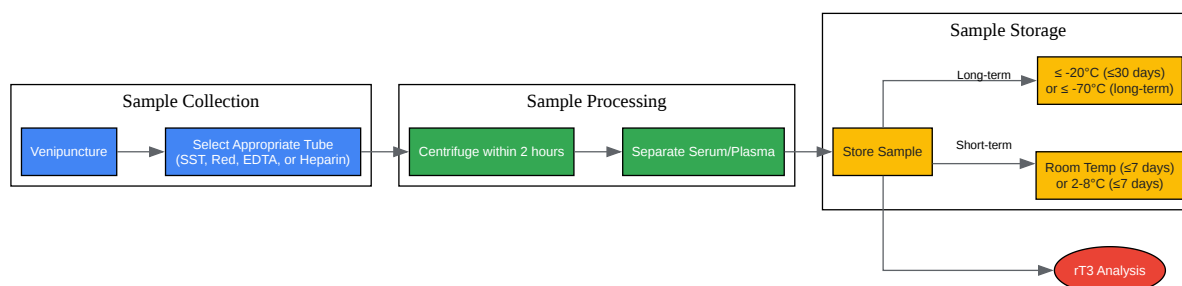 Sample Collection
Venipuncture
Select Appropriate Tube
(SST, Red, EDTA, or Heparin)
Sample Processing
Centrifuge within 2 hours
Separate Serum/Plasma
Sample Storage
Store Sample
Long-term
≤ -20°C (≤30 days)
or ≤ -70°C (long-term)
Short-term
Room Temp (≤7 days)
or 2-8°C (≤7 days)
rT3 Analysis